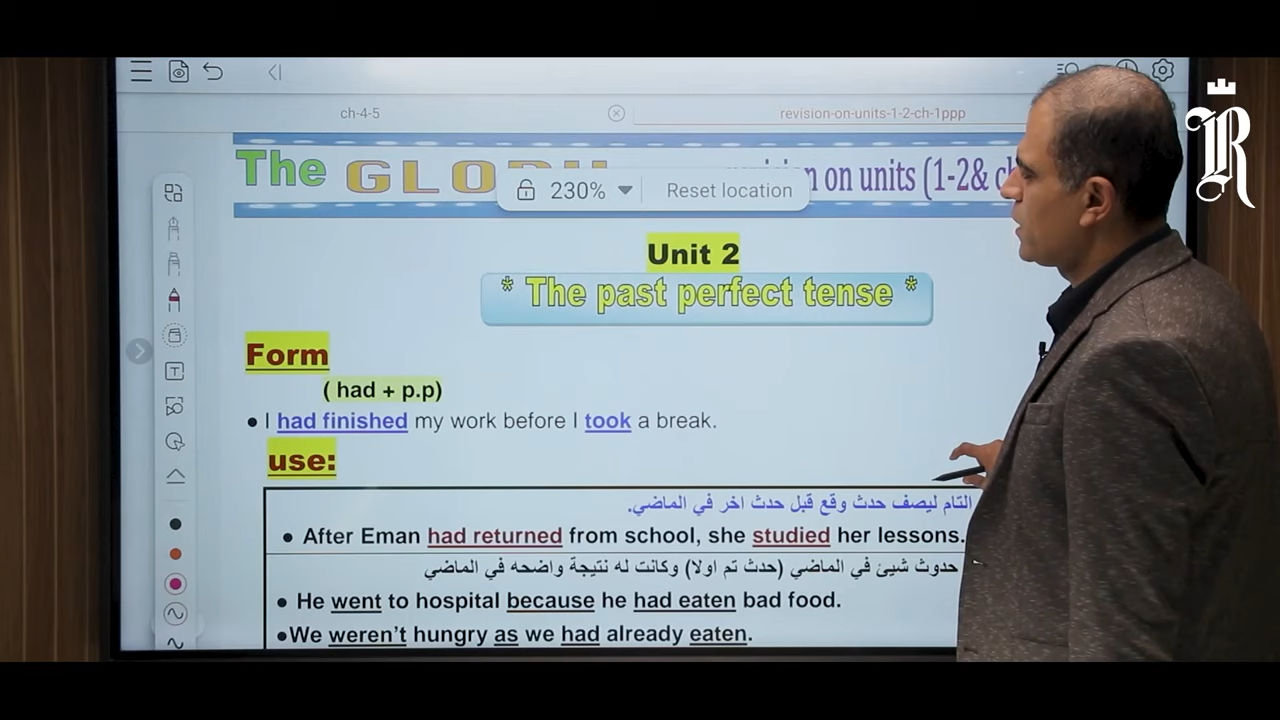 ch-4-5
revision-on-units-1-2-ch-1ppp
The GLO
n on units (1-2& c
230%
Reset location
R
Unit 2
* The past perfect tense *
Form
( had + p.p)
• I had finished my work before I took a break.
use:
التام ليصف حدث وقع قبل حدث اخر في الماضي.
• After Eman had returned from school, she studied her lessons.
حدوث شيئ في الماضي (حدث تم اولا) وكانت له نتيجة واضحه في الماضي
• He went to hospital because he had eaten bad food.
•We weren't hungry as we had already eaten.